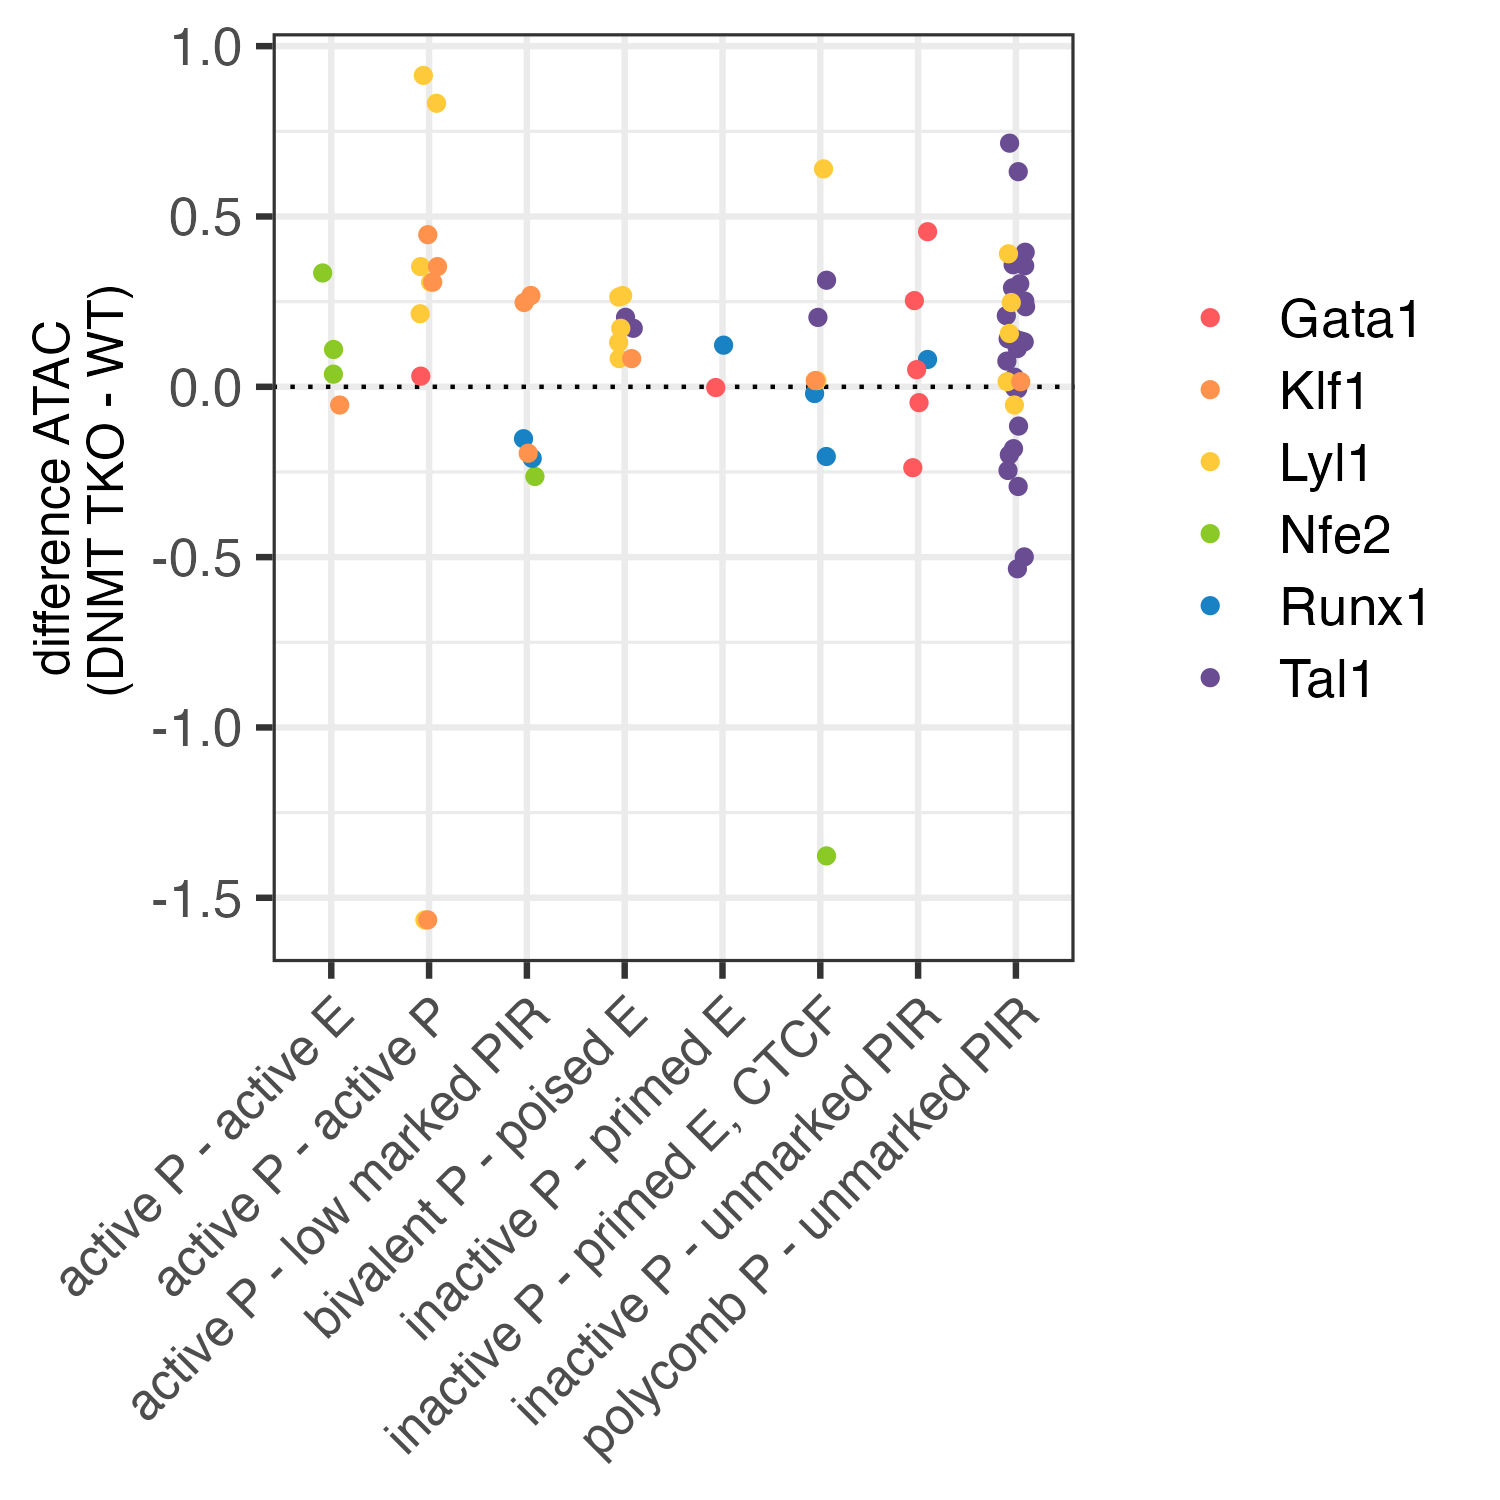 difference ATAC
(DNMT TKO - WT)
1.0
0.5
0.0
-0.5
-1.0
-1.5
active P - active E
active P - active P
active P - low marked PIR
bivalent P - poised E
inactive P - primed E
inactive P - primed E, CTCF
inactive P - unmarked PIR
polycomb P - unmarked PIR
Gata1
Klf1
Lyl1
Nfe2
Runx1
Tal1